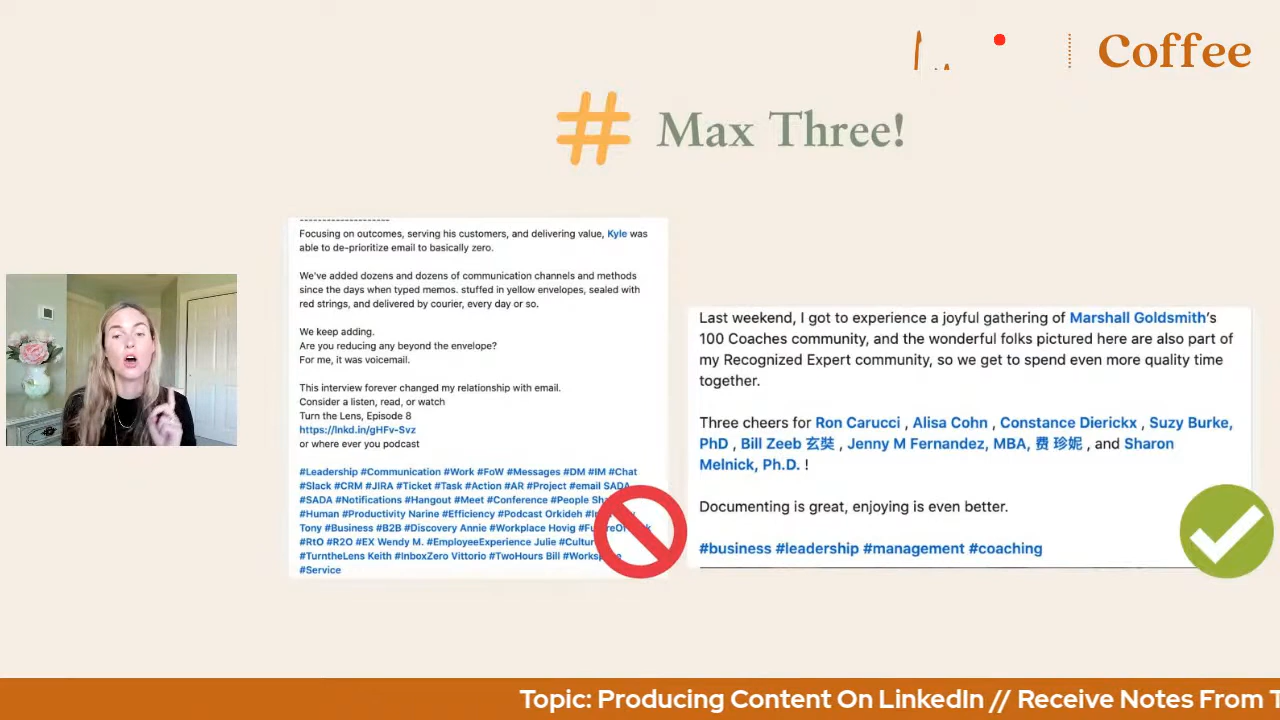 Coffee
# Max Three!
--------------------
Focusing on outcomes, serving his customers, and delivering value, Kyle was
able to de-prioritize email to basically zero.
We've added dozens and dozens of communication channels and methods
since the days when typed memos. stuffed in yellow envelopes, sealed with
red strings, and delivered by courier, every day or so.
We keep adding.
Are you reducing any beyond the envelope?
For me, it was voicemail.
This interview forever changed my relationship with email.
Consider a listen, read, or watch
Turn the Lens, Episode 8
https://lnkd.in/gHFv-Svz
or where ever you podcast
#Leadership #Communication #Work #FoW #Messages #DM #IM #Chat
#Slack #CRM #JIRA #Ticket #Task #Action #AR #Project #email SADA
#SADA #Notifications #Hangout #Meet #Conference #People
#Human #Productivity Narine #Efficiency #Podcast Orkideh
Tony #Business #B2B #Discovery Annie #Workplace Hovig
#RtO #R2O #EX Wendy M. #EmployeeExperience Julie
#TurntheLens Keith #InboxZero Vittorio #TwoHours Bill
#Service
Last weekend, I got to experience a joyful gathering of Marshall Goldsmith's
100 Coaches community, and the wonderful folks pictured here are also part of
my Recognized Expert community, so we get to spend even more quality time
together.
Three cheers for Ron Carucci , Alisa Cohn , Constance Dierickx , Suzy Burke,
PhD , Bill Zeeb 玄奘 , Jenny M Fernandez, MBA, 费 珍妮 , and Sharon
Melnick, Ph.D. !
Documenting is great, enjoying is even better.
#business #leadership #management #coaching
Topic: Producing Content On LinkedIn // Receive Notes From T